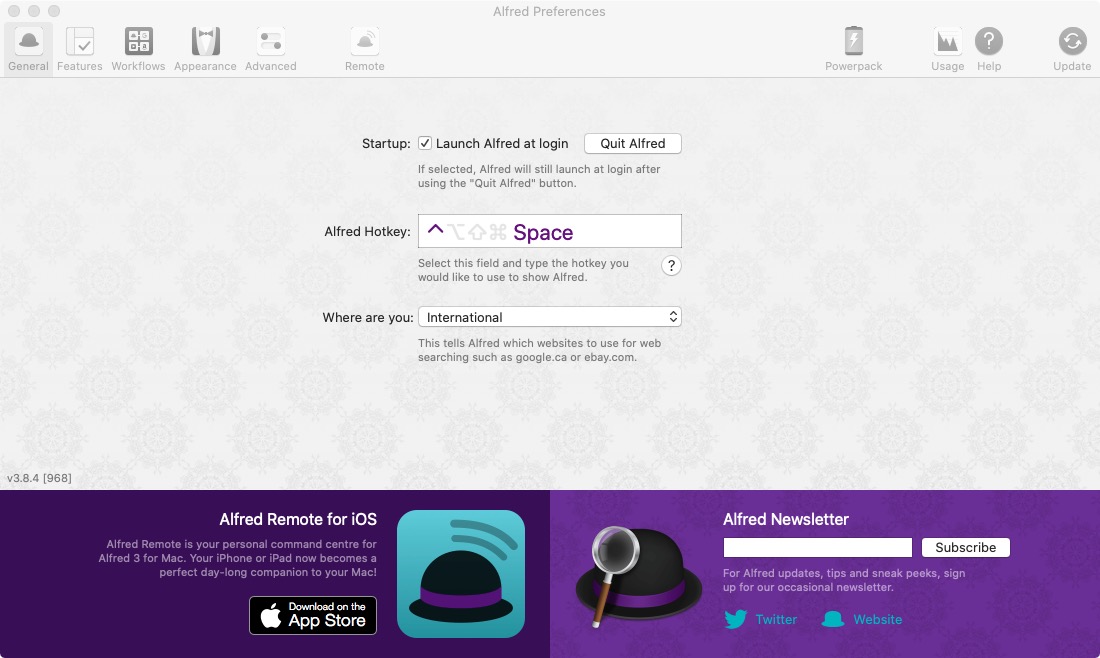 Alfred Preferences
General Features Workflows Appearance Advanced Remote Powerpack Usage Help Update
Startup: Launch Alfred at login Quit Alfred
If selected, Alfred will still launch at login after
using the "Quit Alfred" button.
Alfred Hotkey: ^⌥⇧⌘ Space
Select this field and type the hotkey you
would like to use to show Alfred.
?
Where are you: International
This tells Alfred which websites to use for web
searching such as google.ca or ebay.com.
v3.8.4 [968]
Alfred Remote for iOS
Alfred Remote is your personal command centre for
Alfred 3 for Mac. Your iPhone or iPad now becomes a
perfect day-long companion to your Mac!
Download on the
App Store
Alfred Newsletter
Subscribe
For Alfred updates, tips and sneak peeks, sign
up for our occasional newsletter.
Twitter Website